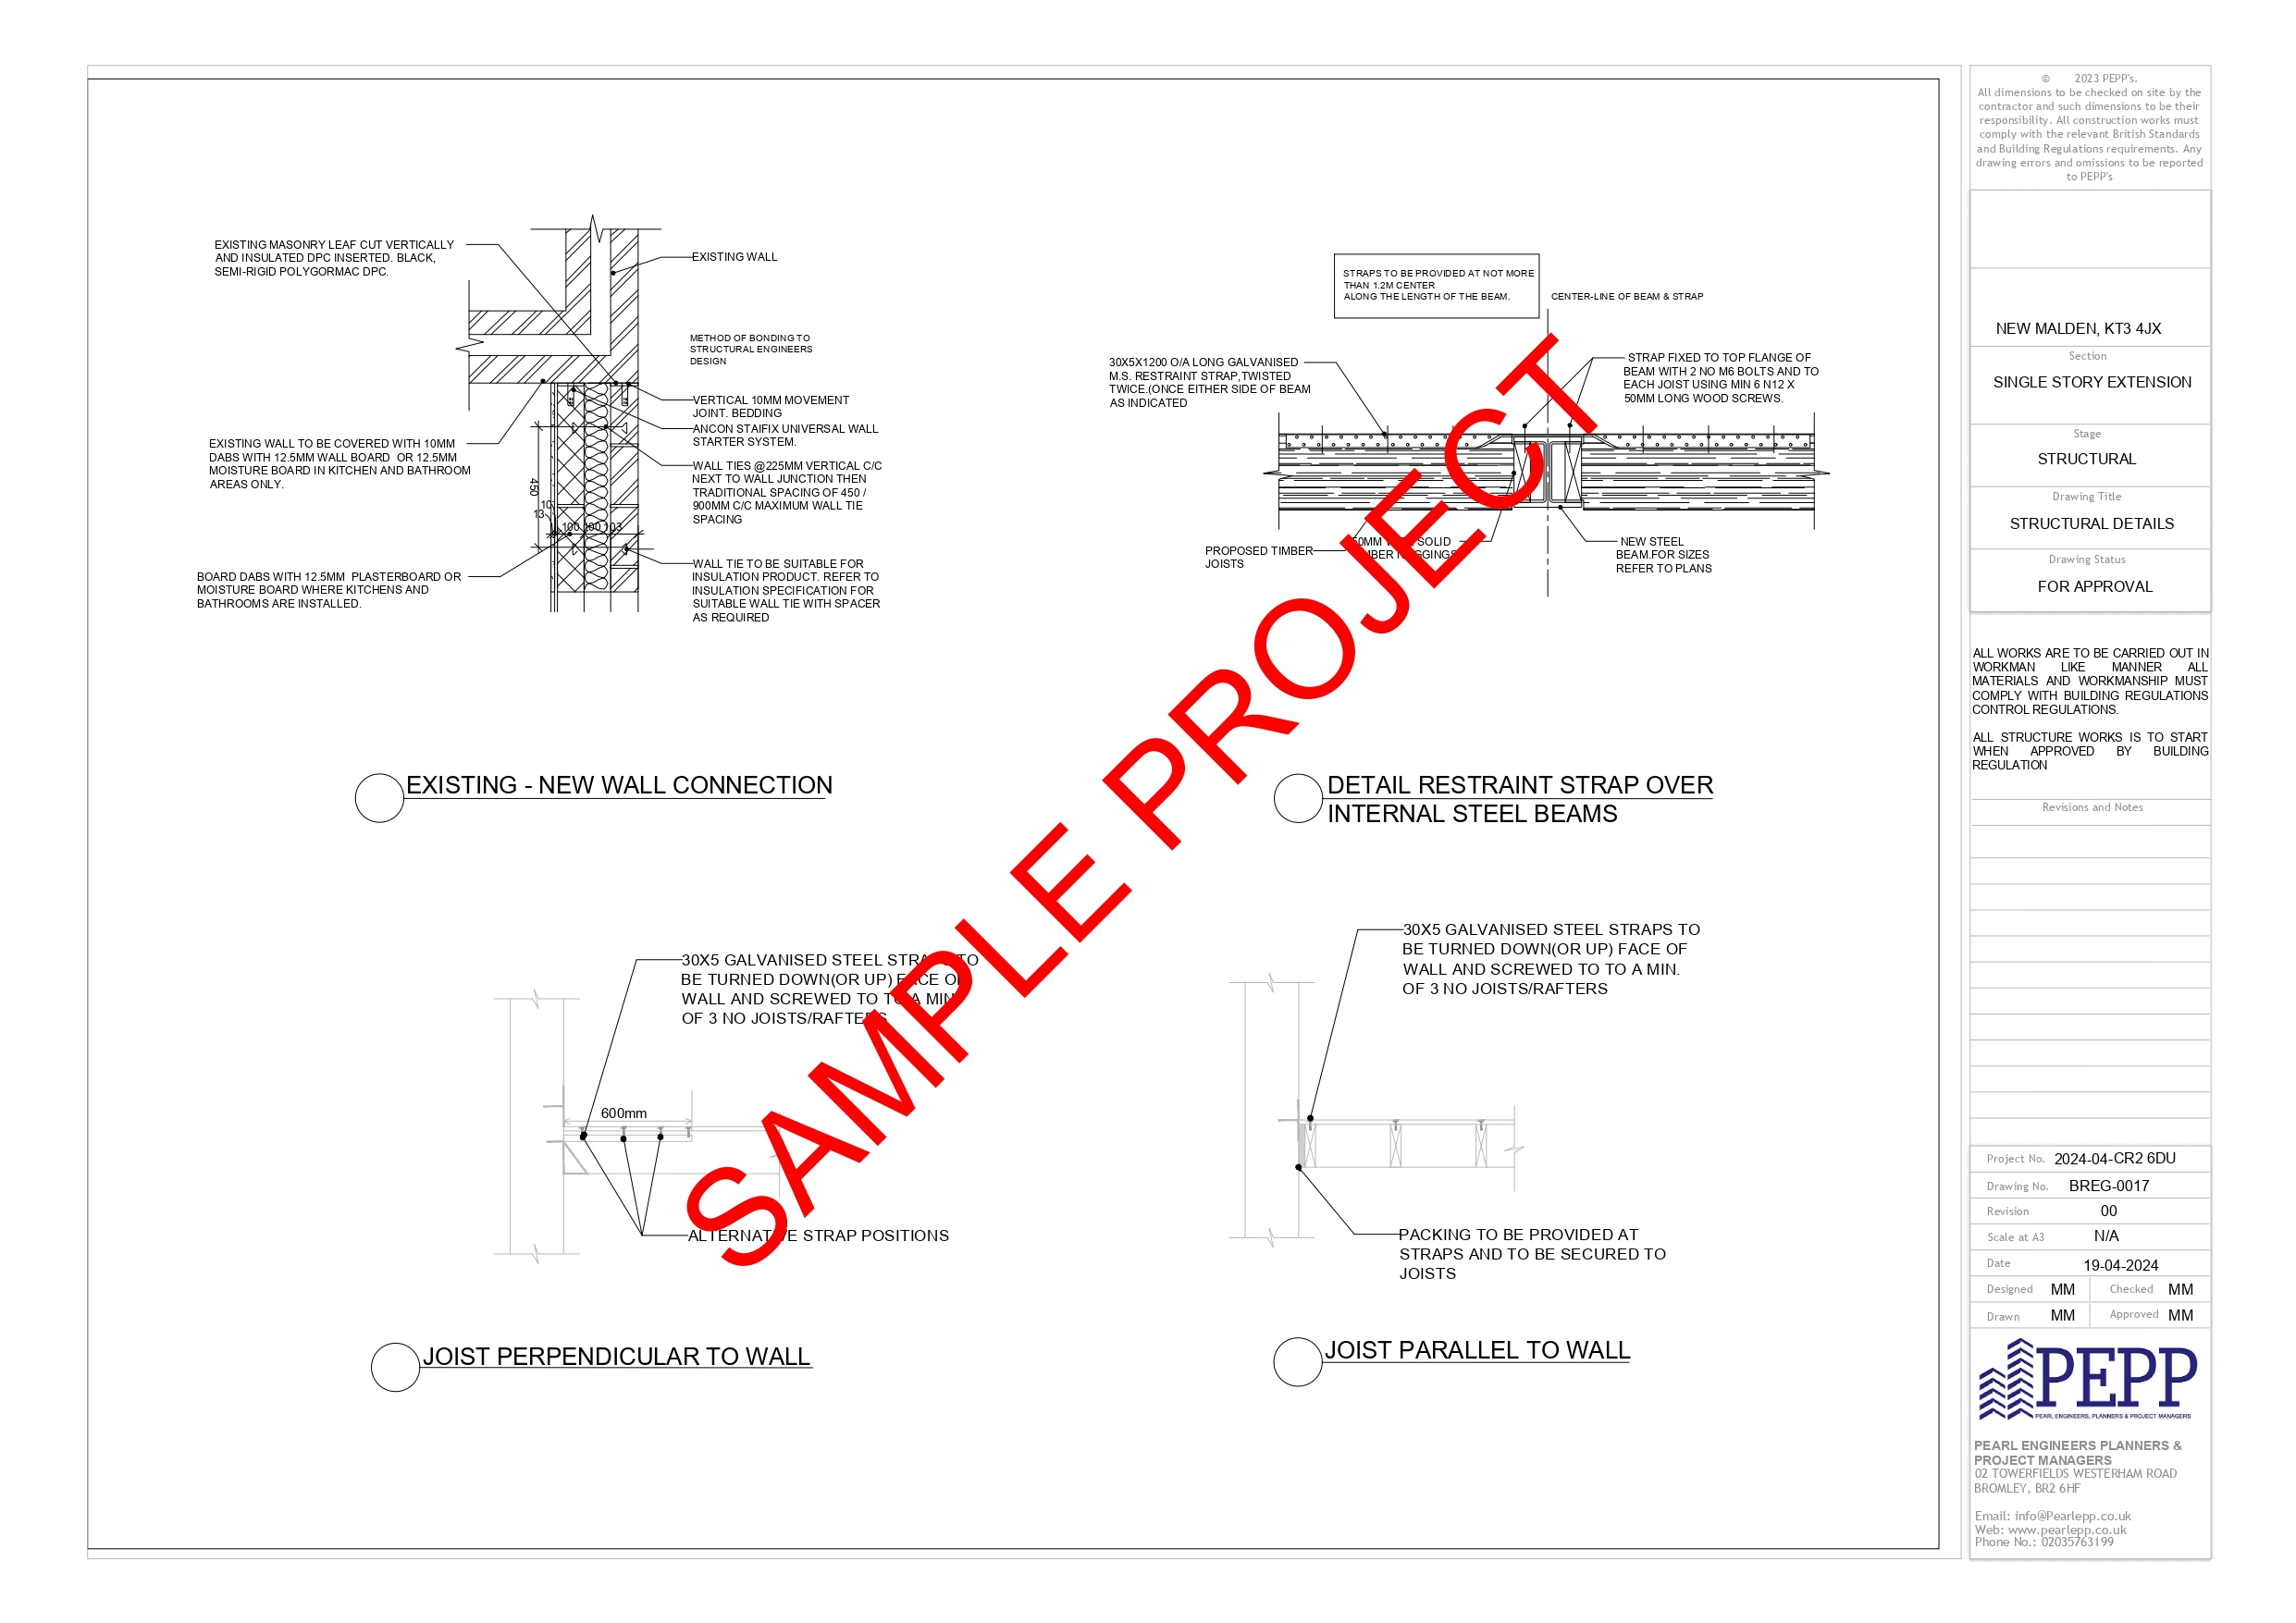 EXISTING MASONRY LEAF CUT VERTICALLY
AND INSULATED DPC INSERTED. BLACK,
SEMI-RIGID POLYGORMAC DPC.
EXISTING WALL
METHOD OF BONDING TO
STRUCTURAL ENGINEERS
DESIGN
VERTICAL 10MM MOVEMENT
JOINT. BEDDING
ANCON STAIFIX UNIVERSAL WALL
STARTER SYSTEM.
EXISTING WALL TO BE COVERED WITH 10MM
DABS WITH 12.5MM WALL BOARD OR 12.5MM
MOISTURE BOARD IN KITCHEN AND BATHROOM
AREAS ONLY.
WALL TIES @225MM VERTICAL C/C
NEXT TO WALL JUNCTION THEN
TRADITIONAL SPACING OF 450 /
900MM C/C MAXIMUM WALL TIE
SPACING
450
10
13
100 100 103
BOARD DABS WITH 12.5MM PLASTERBOARD OR
MOISTURE BOARD WHERE KITCHENS AND
BATHROOMS ARE INSTALLED.
WALL TIE TO BE SUITABLE FOR
INSULATION PRODUCT. REFER TO
INSULATION SPECIFICATION FOR
SUITABLE WALL TIE WITH SPACER
AS REQUIRED
EXISTING - NEW WALL CONNECTION
STRAPS TO BE PROVIDED AT NOT MORE
THAN 1.2M CENTER
ALONG THE LENGTH OF THE BEAM.
CENTER-LINE OF BEAM & STRAP
30X5X1200 O/A LONG GALVANISED
M.S. RESTRAINT STRAP,TWISTED
TWICE.(ONCE EITHER SIDE OF BEAM
AS INDICATED
STRAP FIXED TO TOP FLANGE OF
BEAM WITH 2 NO M6 BOLTS AND TO
EACH JOIST USING MIN 6 N12 X
50MM LONG WOOD SCREWS.
PROPOSED TIMBER
JOISTS
SOLID
NEW STEEL
BEAM.FOR SIZES
REFER TO PLANS
DETAIL RESTRAINT STRAP OVER
INTERNAL STEEL BEAMS
30X5 GALVANISED STEEL STRAPS TO
BE TURNED DOWN(OR UP) FACE OF
WALL AND SCREWED TO TO A MIN.
OF 3 NO JOISTS/RAFTERS
600mm
ALTERNATIVE STRAP POSITIONS
JOIST PERPENDICULAR TO WALL
30X5 GALVANISED STEEL STRAPS TO
BE TURNED DOWN(OR UP) FACE OF
WALL AND SCREWED TO TO A MIN.
OF 3 NO JOISTS/RAFTERS
PACKING TO BE PROVIDED AT
STRAPS AND TO BE SECURED TO
JOISTS
JOIST PARALLEL TO WALL
SAMPLE PROJECT
© 2023 PEPP's.
All dimensions to be checked on site by the
contractor and such dimensions to be their
responsibility. All construction works must
comply with the relevant British Standards
and Building Regulations requirements. Any
drawing errors and omissions to be reported
to PEPP's
NEW MALDEN, KT3 4JX
Section
SINGLE STORY EXTENSION
Stage
STRUCTURAL
Drawing Title
STRUCTURAL DETAILS
Drawing Status
FOR APPROVAL
ALL WORKS ARE TO BE CARRIED OUT IN
WORKMAN LIKE MANNER ALL
MATERIALS AND WORKMANSHIP MUST
COMPLY WITH BUILDING REGULATIONS
CONTROL REGULATIONS.
ALL STRUCTURE WORKS IS TO START
WHEN APPROVED BY BUILDING
REGULATION
Revisions and Notes
Project No. 2024-04-CR2 6DU
Drawing No. BREG-0017
Revision 00
Scale at A3 N/A
Date 19-04-2024
Designed MM Checked MM
Drawn MM Approved MM
PEPP
PEARL ENGINEERS, PLANNERS & PROJECT MANAGERS
PEARL ENGINEERS PLANNERS &
PROJECT MANAGERS
02 TOWERFIELDS WESTERHAM ROAD
BROMLEY, BR2 6HF
Email: info@Pearlepp.co.uk
Web: www.pearlepp.co.uk
Phone No.: 02035763199